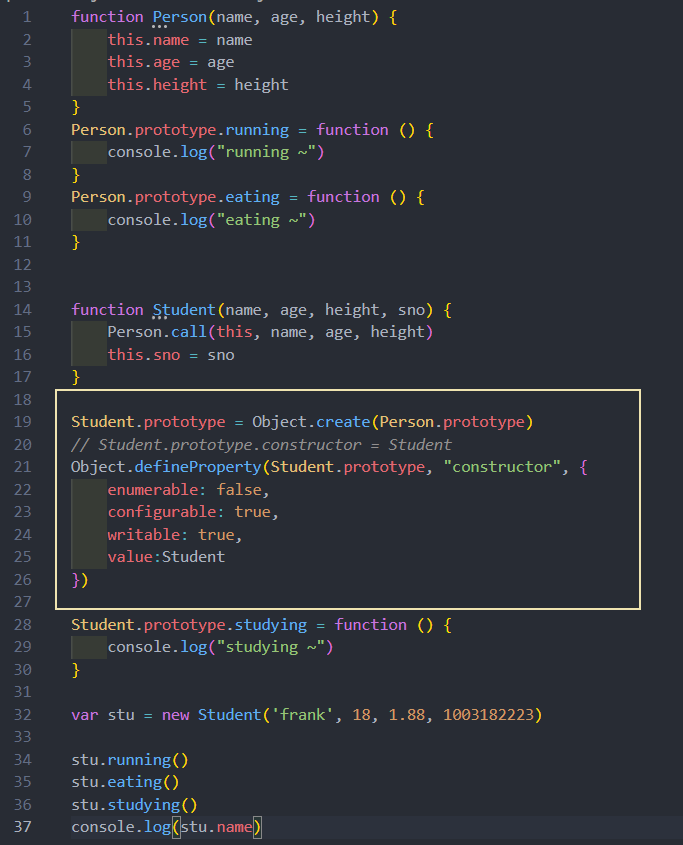 1 function Person(name, age, height) {
2     this.name = name
3     this.age = age
4     this.height = height
5 }
6 Person.prototype.running = function () {
7     console.log("running ~")
8 }
9 Person.prototype.eating = function () {
10     console.log("eating ~")
11 }
12
13
14 function Student(name, age, height, sno) {
15     Person.call(this, name, age, height)
16     this.sno = sno
17 }
18
19 Student.prototype = Object.create(Person.prototype)
20 // Student.prototype.constructor = Student
21 Object.defineProperty(Student.prototype, "constructor", {
22     enumerable: false,
23     configurable: true,
24     writable: true,
25     value:Student
26 })
27
28 Student.prototype.studying = function () {
29     console.log("studying ~")
30 }
31
32 var stu = new Student('frank', 18, 1.88, 1003182223)
33
34 stu.running()
35 stu.eating()
36 stu.studying()
37 console.log(stu.name)